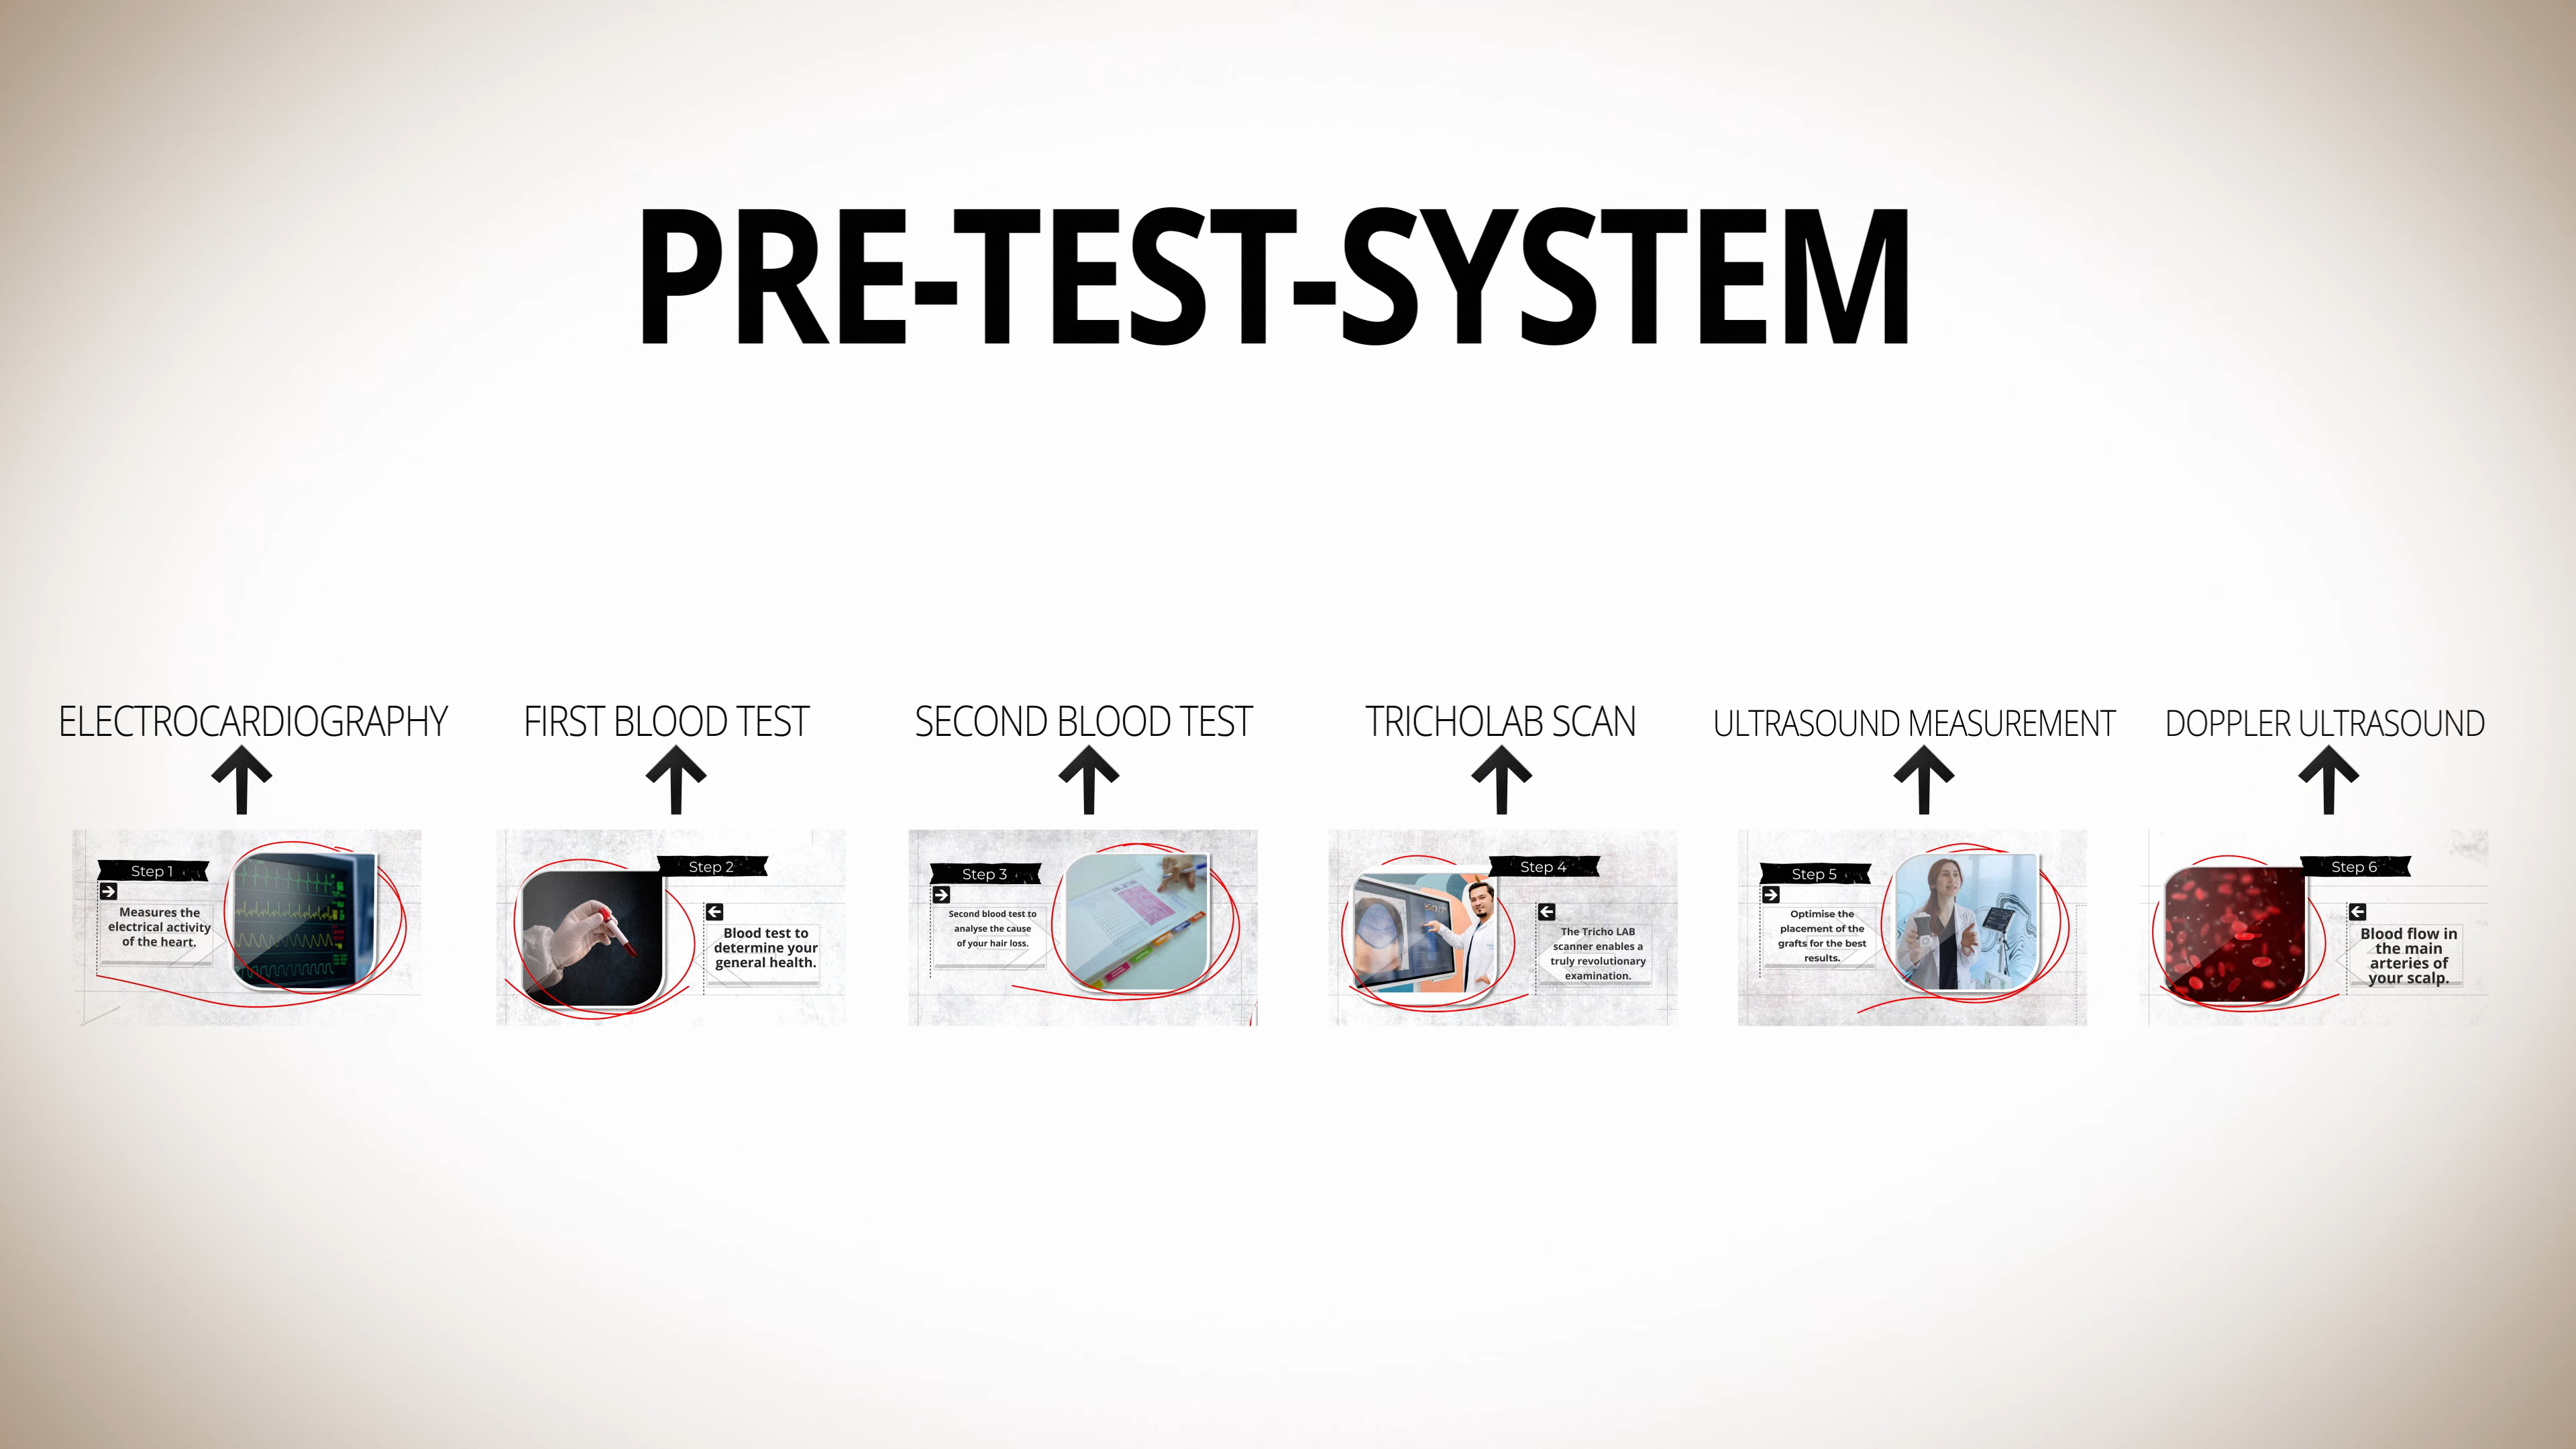 PRE-TEST-SYSTEM
ELECTROCARDIOGRAPHY
FIRST BLOOD TEST
SECOND BLOOD TEST
TRICHOLAB SCAN
ULTRASOUND MEASUREMENT
DOPPLER ULTRASOUND
Step 1
Measures the
electrical activity
of the heart.
Step 2
Blood test to
determine your
general health.
Step 3
Second blood test to
analyse the cause
of your hair loss.
Step 4
The Tricho LAB
scanner enables a
truly revolutionary
examination.
Step 5
Optimise the
placement of the
grafts for the best
results.
Step 6
Blood flow in
the main
arteries of
your scalp.